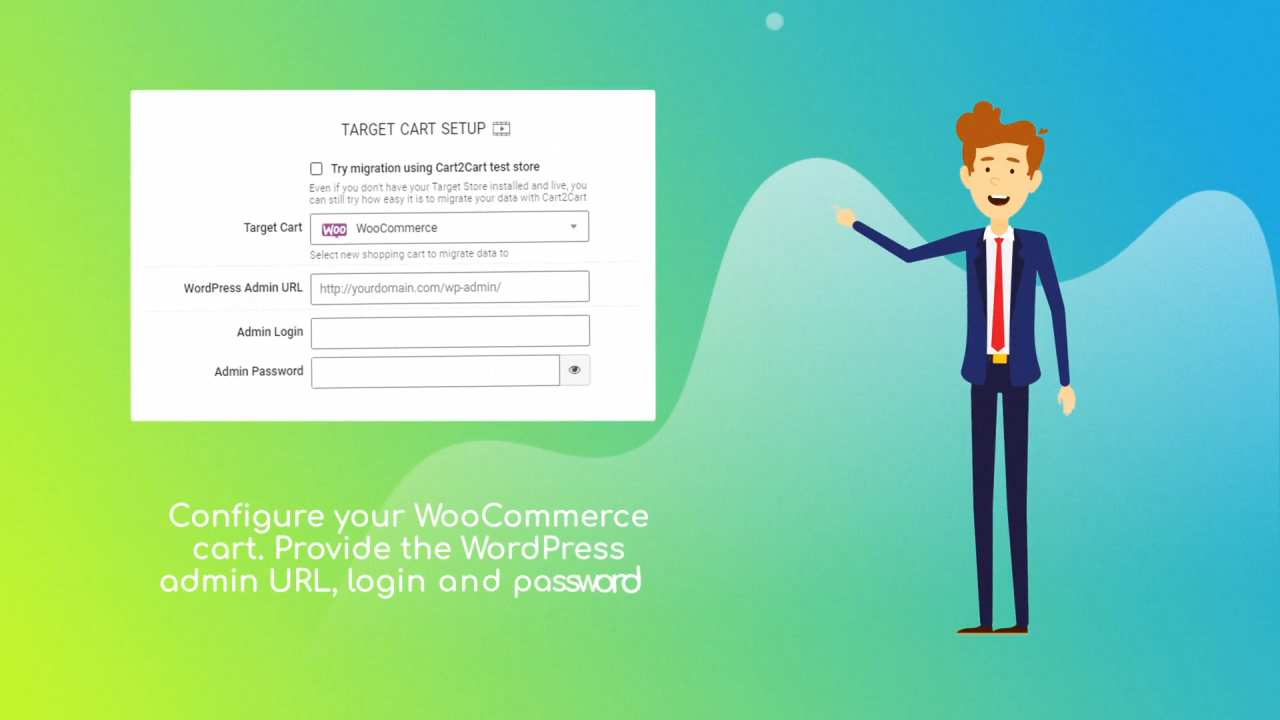 TARGET CART SETUP
Try migration using Cart2Cart test store
Even if you don't have your Target Store installed and live, you
can still try how easy it is to migrate your data with Cart2Cart
Target Cart
Woo WooCommerce
Select new shopping cart to migrate data to
WordPress Admin URL
http://yourdomain.com/wp-admin/
Admin Login
Admin Password
Configure your WooCommerce
cart. Provide the WordPress
admin URL, login and password